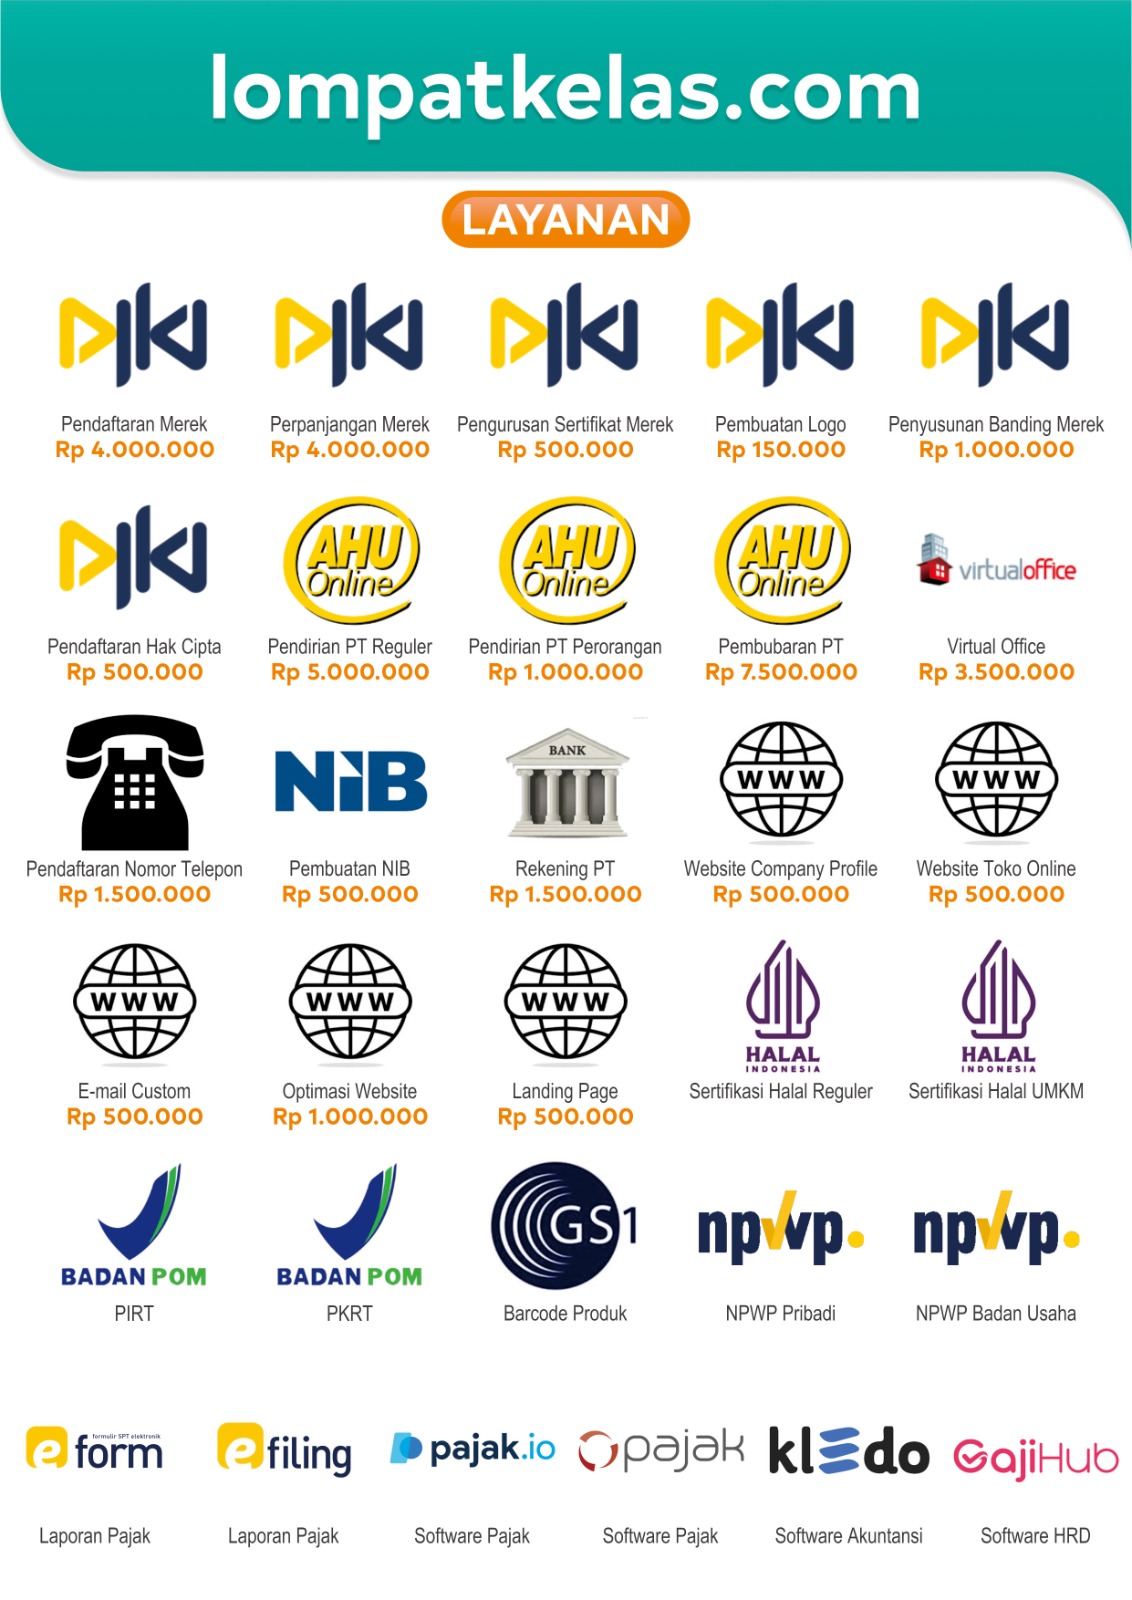 lompatkelas.com
LAYANAN
Pendaftaran Merek
Rp 4.000.000
Perpanjangan Merek
Rp 4.000.000
Pengurusan Sertifikat Merek
Rp 500.000
Pembuatan Logo
Rp 150.000
Penyusunan Banding Merek
Rp 1.000.000
Pendaftaran Hak Cipta
Rp 500.000
AHU
Online
Pendirian PT Reguler
Rp 5.000.000
AHU
Online
Pendirian PT Perorangan
Rp 1.000.000
AHU
Online
Pembubaran PT
Rp 7.500.000
virtualoffice
Virtual Office
Rp 3.500.000
Pendaftaran Nomor Telepon
Rp 1.500.000
NiB
Pembuatan NIB
Rp 500.000
BANK
Rekening PT
Rp 1.500.000
WWW
Website Company Profile
Rp 500.000
WWW
Website Toko Online
Rp 500.000
WWW
E-mail Custom
Rp 500.000
WWW
Optimasi Website
Rp 1.000.000
WWW
Landing Page
Rp 500.000
HALAL
INDONESIA
Sertifikasi Halal Reguler
HALAL
INDONESIA
Sertifikasi Halal UMKM
BADAN POM
PIRT
BADAN POM
PKRT
GS1
Barcode Produk
npwp.
NPWP Pribadi
npwp.
NPWP Badan Usaha
formulir SPT elektronik
eform
Laporan Pajak
efiling
Laporan Pajak
pajak.io
Software Pajak
Opajak
Software Pajak
kledo
Software Akuntansi
GajiHub
Software HRD